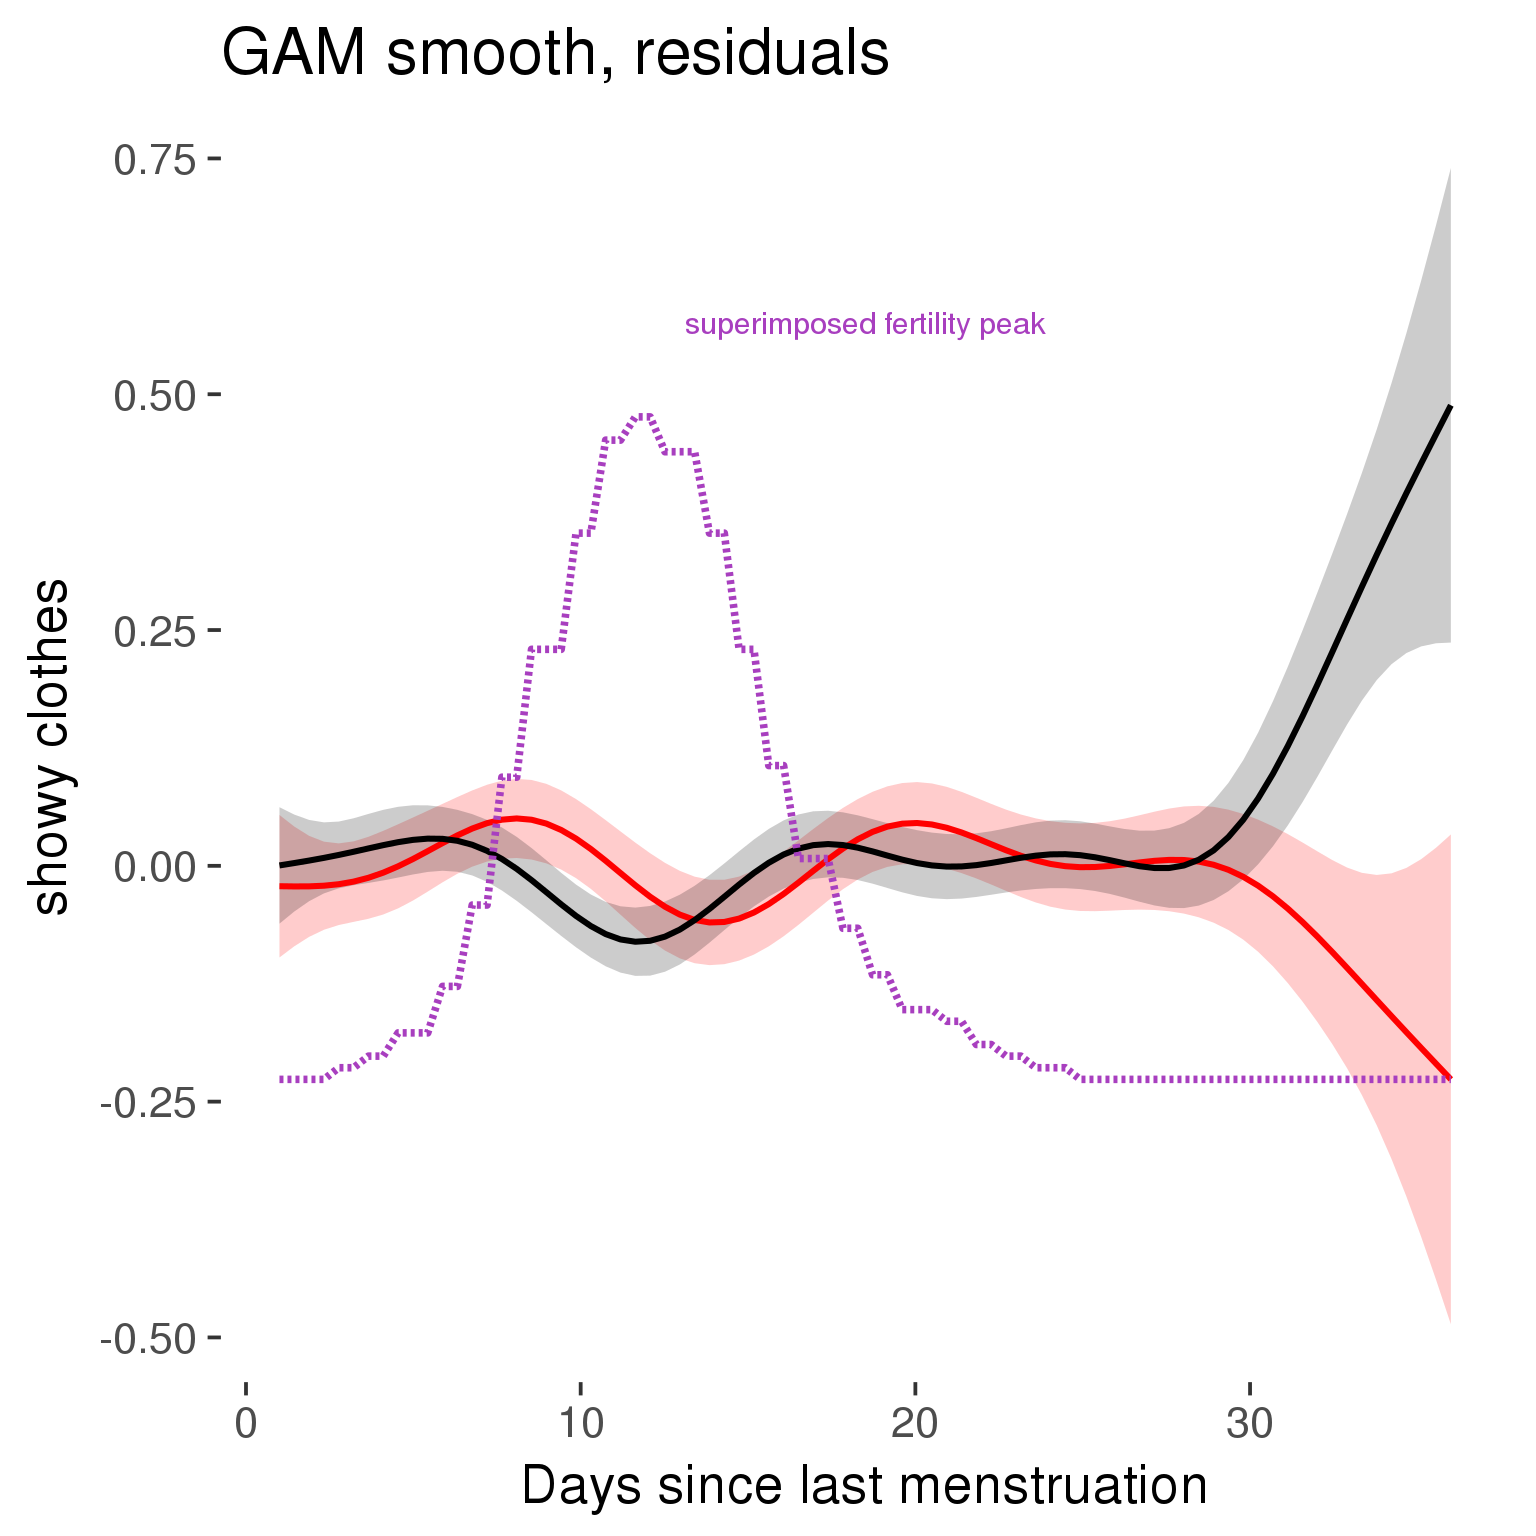 GAM smooth, residuals
0.75
superimposed fertility peak
0.50
0.25
0.00
-0.25
-0.50
showy clothes
0 10 20 30
Days since last menstruation